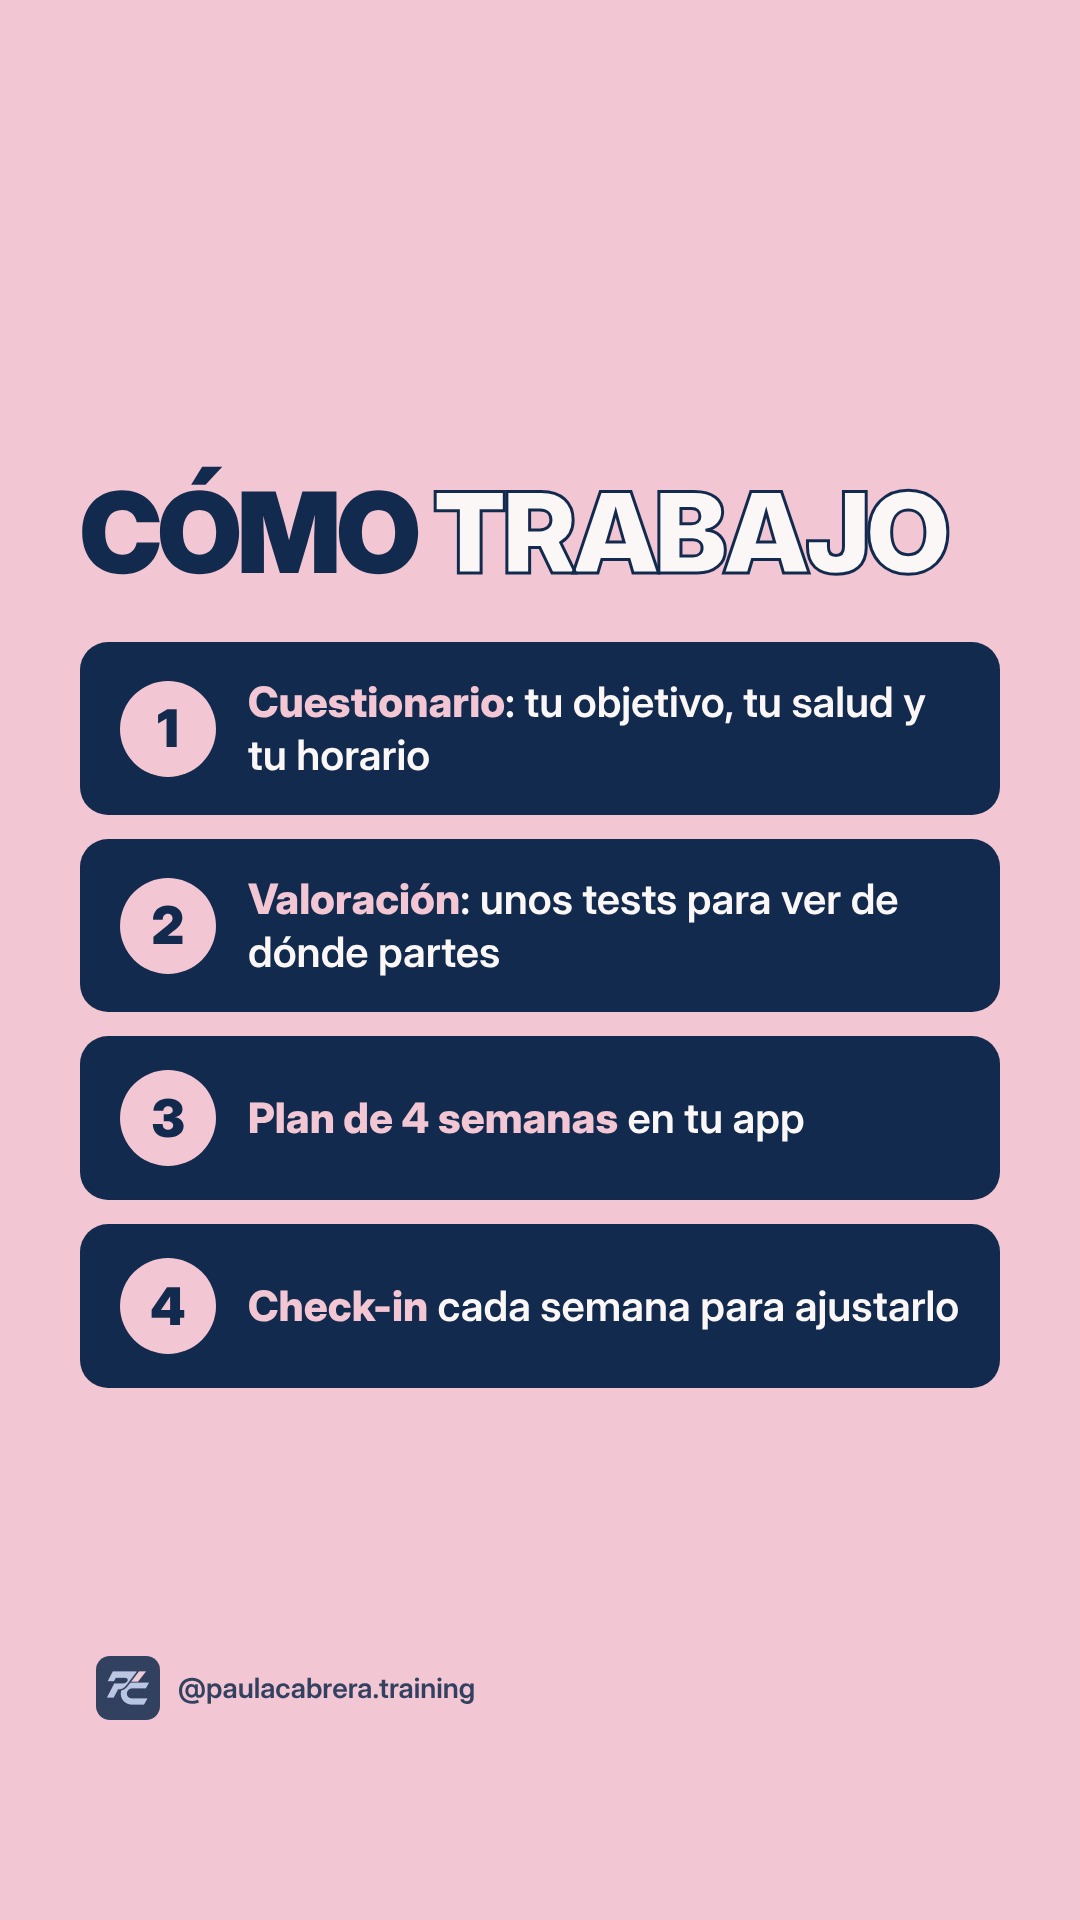 CÓMO TRABAJO
1
Cuestionario: tu objetivo, tu salud y
tu horario
2
Valoración: unos tests para ver de
dónde partes
3
Plan de 4 semanas en tu app
4
Check-in cada semana para ajustarlo
PC
@paulacabrera.training